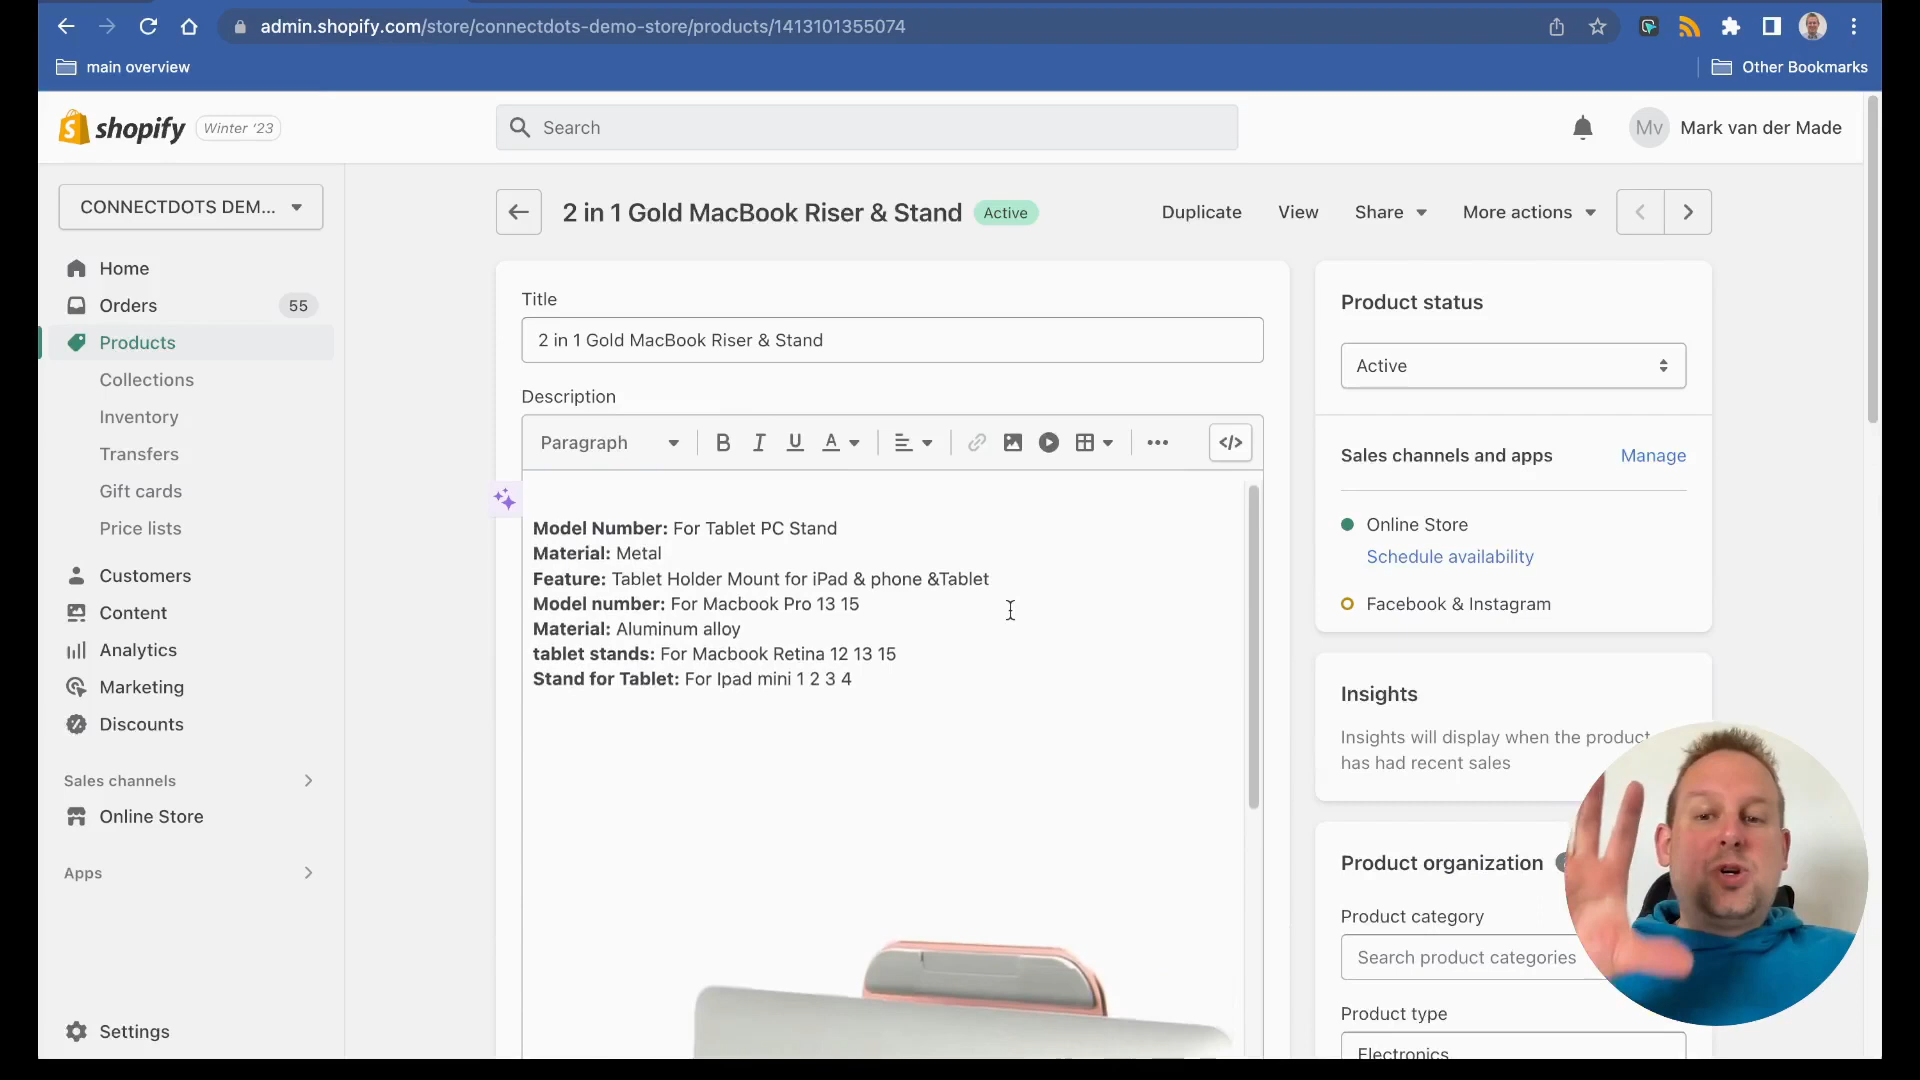 admin.shopify.com/store/connectdots-demo-store/products/1413101355074
main overview
Other Bookmarks
shopify
Winter ‘23
Search
Mv
Mark van der Made
CONNECTDOTS DEM...
2 in 1 Gold MacBook Riser & Stand
Active
Duplicate
View
Share
More actions
Home
Orders
55
Products
Collections
Inventory
Transfers
Gift cards
Price lists
Customers
Content
Analytics
Marketing
Discounts
Sales channels
Online Store
Apps
Settings
Title
2 in 1 Gold MacBook Riser & Stand
Description
Paragraph
B I U A
Model Number: For Tablet PC Stand
Material: Metal
Feature: Tablet Holder Mount for iPad & phone &Tablet
Model number: For Macbook Pro 13 15
Material: Aluminum alloy
tablet stands: For Macbook Retina 12 13 15
Stand for Tablet: For Ipad mini 1 2 3 4
Product status
Active
Sales channels and apps
Manage
Online Store
Schedule availability
Facebook & Instagram
Insights
Insights will display when the product
has had recent sales
Product organization
Product category
Search product categories
Product type
Electronics